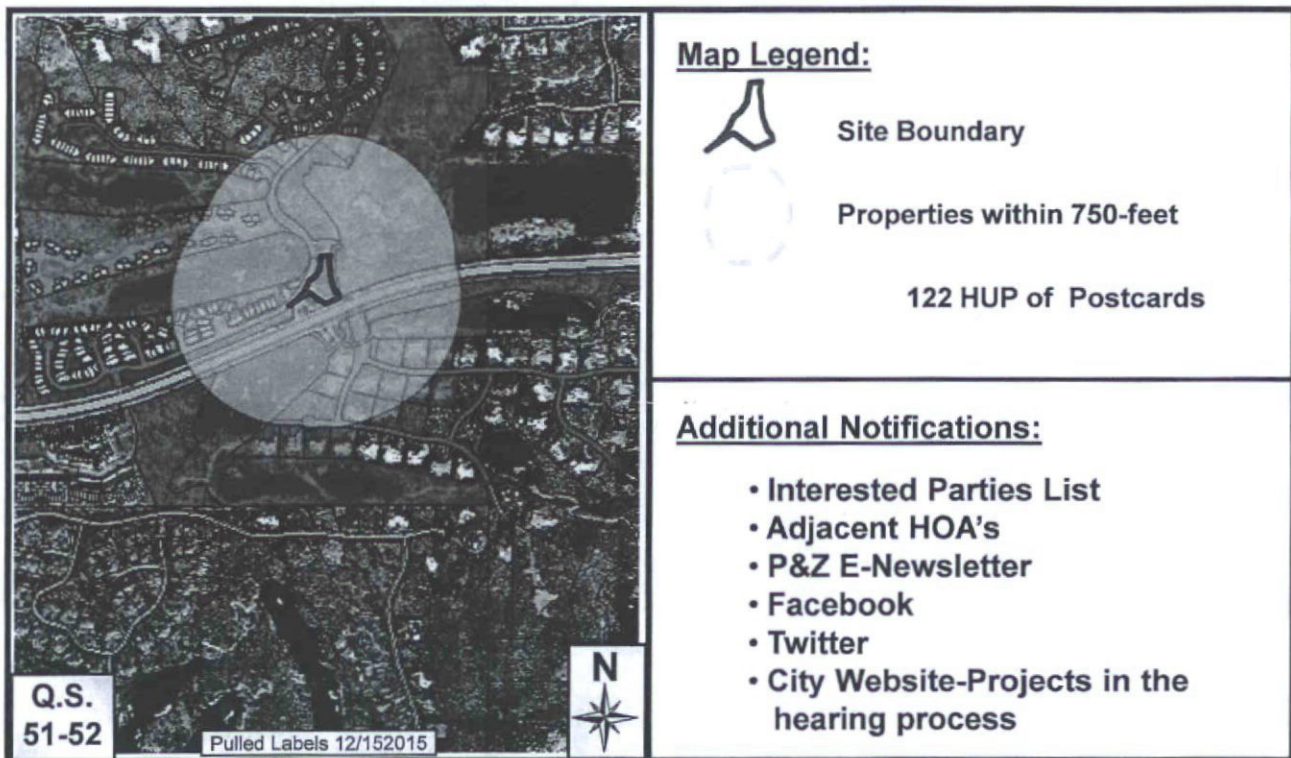 Q.S.
51-52
Pulled Labels 12/152015
N
Map Legend:
Site Boundary
Properties within 750-feet
122 HUP of Postcards
Additional Notifications:
• Interested Parties List
• Adjacent HOA's
• P&Z E-Newsletter
• Facebook
• Twitter
• City Website-Projects in the
hearing process